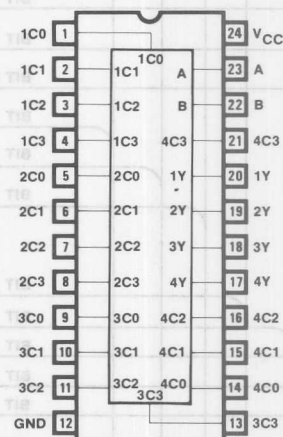 1C0 1 24 VCC
1C0
1C1 2 1C1 A 23 A
1C2 3 1C2 B 22 B
1C3 4 1C3 4C3 21 4C3
2C0 5 2C0 1Y 20 1Y
2C1 6 2C1 2Y 19 2Y
2C2 7 2C2 3Y 18 3Y
2C3 8 2C3 4Y 17 4Y
3C0 9 3C0 4C2 16 4C2
3C1 10 3C1 4C1 15 4C1
3C2 11 3C2 4C0 14 4C0
3C3
GND 12 13 3C3